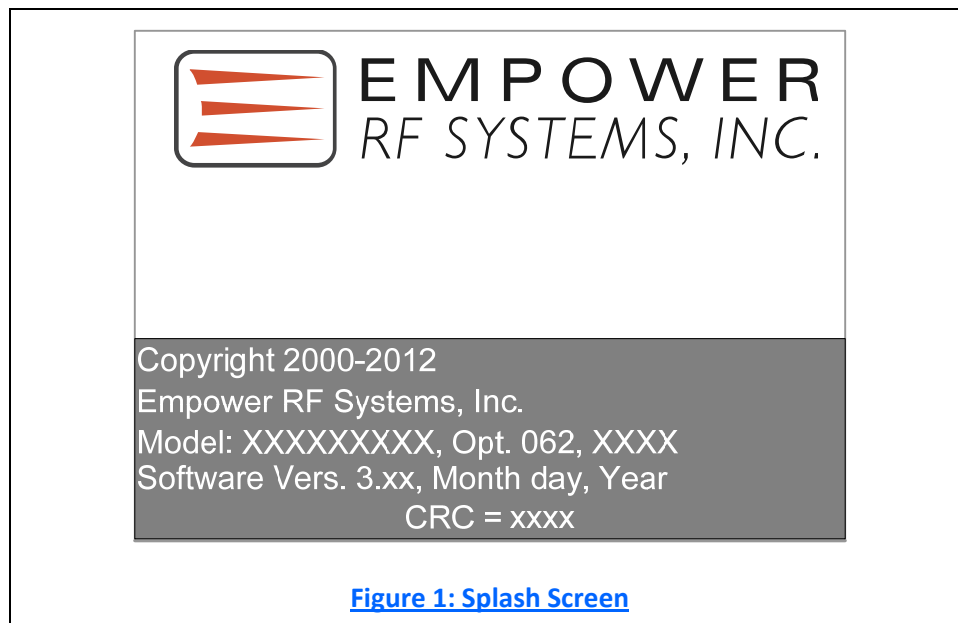 EMPOWER
RF SYSTEMS, INC.
Copyright 2000-2012
Empower RF Systems, Inc.
Model: XXXXXXXXX, Opt. 062, XXXX
Software Vers. 3.xx, Month day, Year
CRC = xxxx
Figure 1: Splash Screen